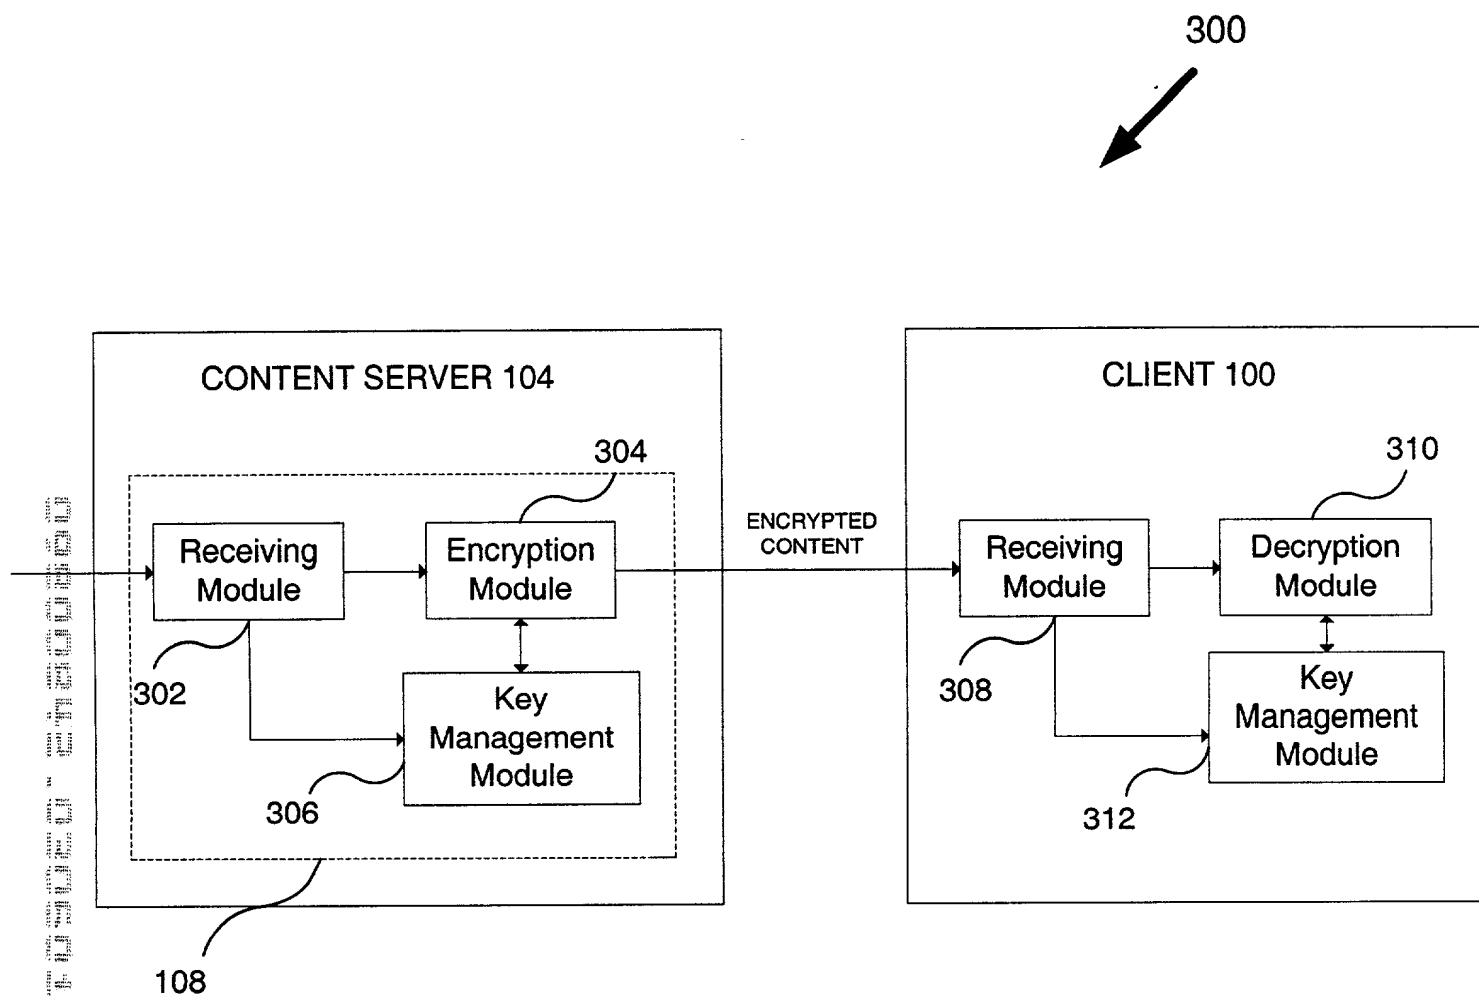 300
CONTENT SERVER 104
CLIENT 100
304
310
Receiving
Module
Encryption
Module
ENCRYPTED
CONTENT
Receiving
Module
Decryption
Module
302
Key
Management
Module
306
308
Key
Management
Module
312
108